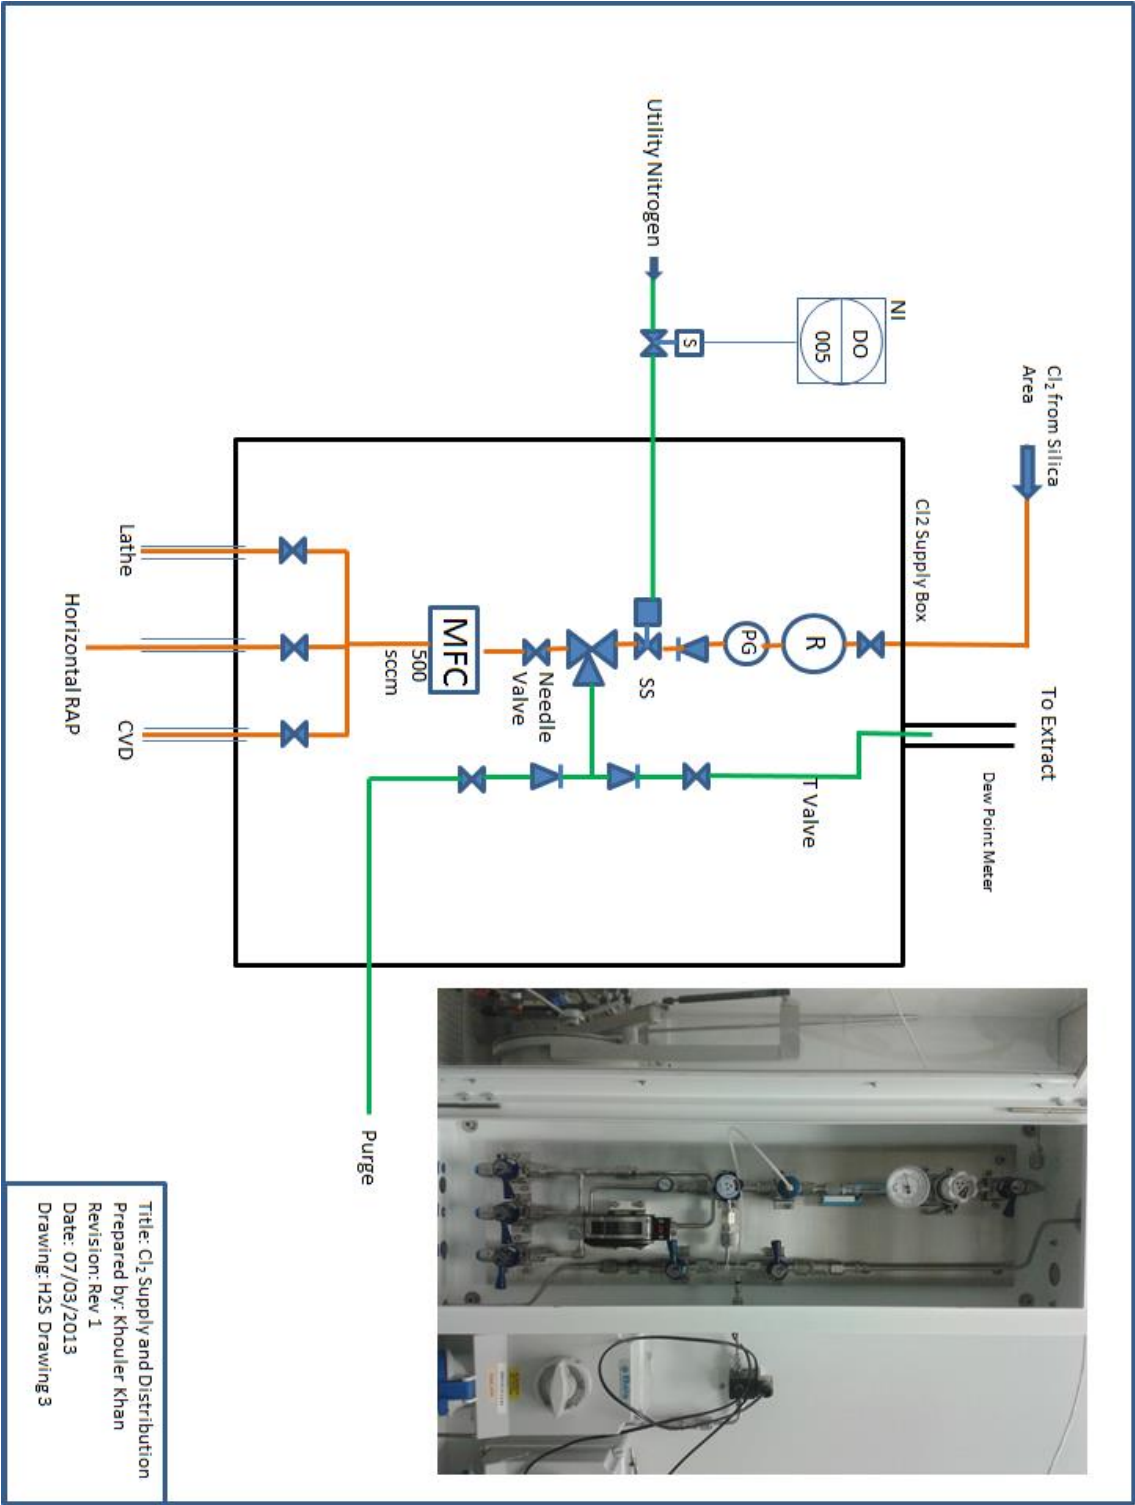 Utility Nitrogen
NI
DO
005
S
Cl₂ from Silica
Area
Cl2 Supply Box
To Extract
Dew Point Meter
R
PG
SS
T Valve
Needle
Valve
MFC
500
sccm
Lathe
Horizontal RAP
CVD
Purge
Title: Cl₂ Supply and Distribution
Prepared by: Khouler Khan
Revision: Rev 1
Date: 07/03/2013
Drawing: H2S Drawing 3